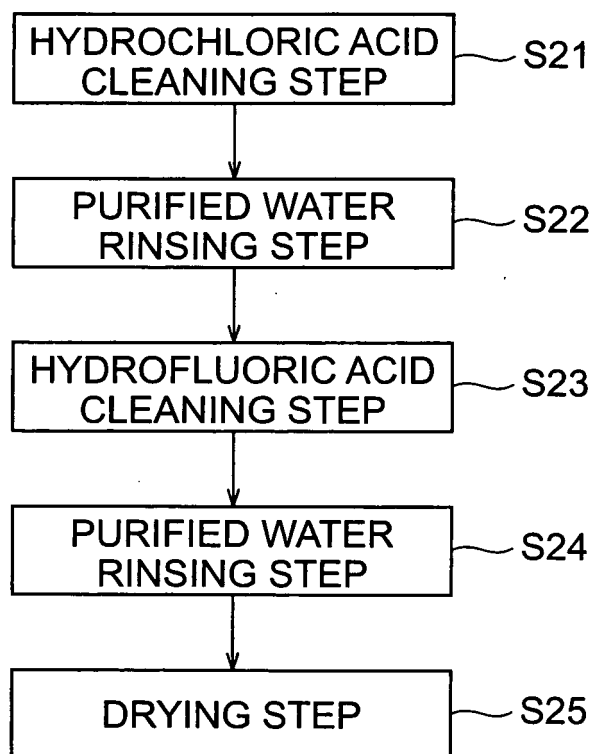 HYDROCHLORIC ACID
CLEANING STEP
S21
PURIFIED WATER
RINSING STEP
S22
HYDROFLUORIC ACID
CLEANING STEP
S23
PURIFIED WATER
RINSING STEP
S24
DRYING STEP
S25